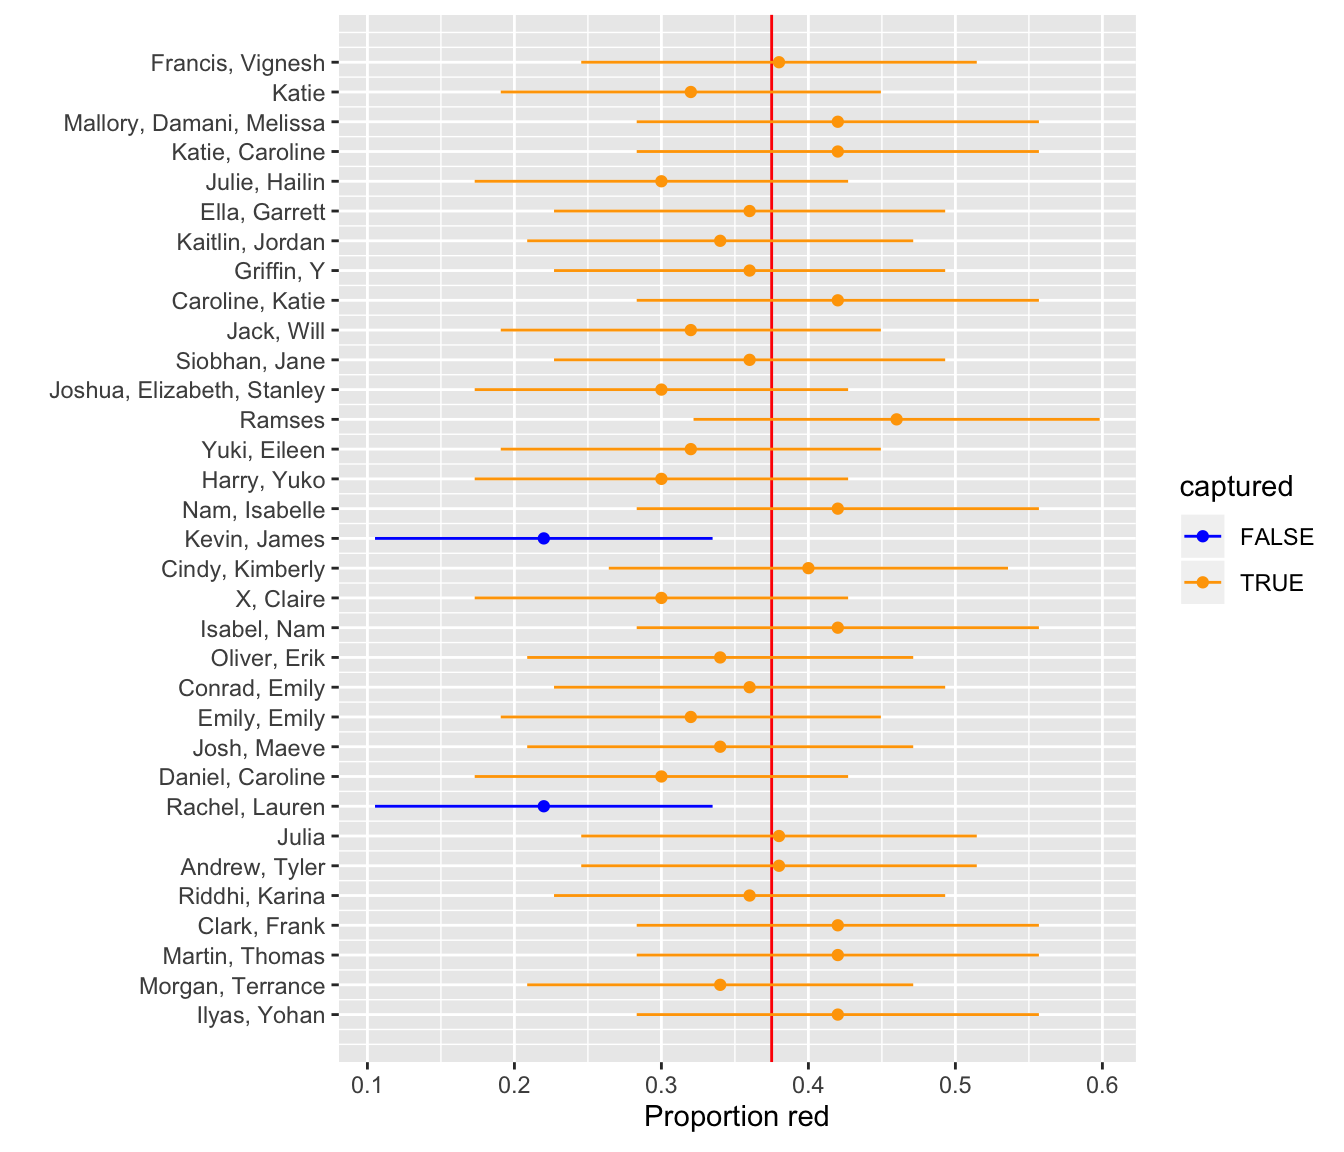 Francis, Vignesh
Katie
Mallory, Damani, Melissa
Katie, Caroline
Julie, Hailin
Ella, Garrett
Kaitlin, Jordan
Griffin, Y
Caroline, Katie
Jack, Will
Siobhan, Jane
Joshua, Elizabeth, Stanley
Ramses
Yuki, Eileen
Harry, Yuko
Nam, Isabelle
Kevin, James
Cindy, Kimberly
X, Claire
Isabel, Nam
Oliver, Erik
Conrad, Emily
Emily, Emily
Josh, Maeve
Daniel, Caroline
Rachel, Lauren
Julia
Andrew, Tyler
Riddhi, Karina
Clark, Frank
Martin, Thomas
Morgan, Terrance
Ilyas, Yohan
0.1 0.2 0.3 0.4 0.5 0.6
Proportion red
captured
FALSE
TRUE